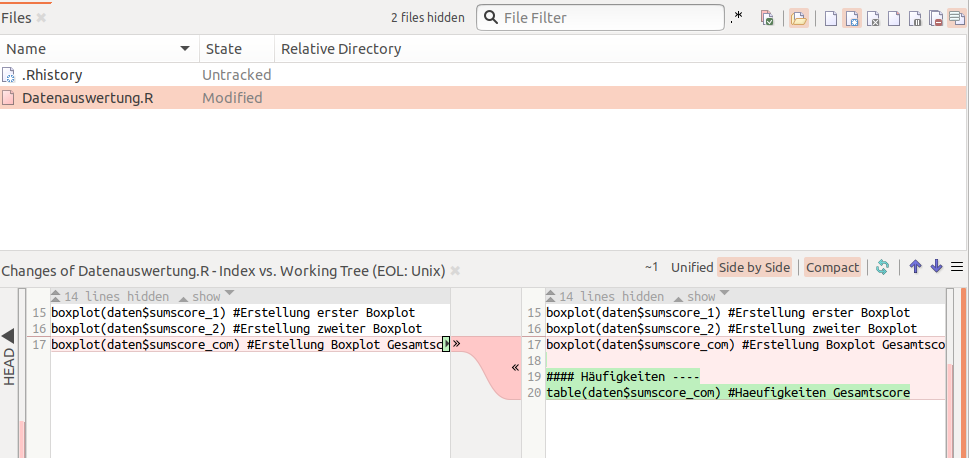 Files
2 files hidden
File Filter
.*
Name State Relative Directory
.Rhistory Untracked
Datenauswertung.R Modified
Changes of Datenauswertung.R - Index vs. Working Tree (EOL: Unix)
~1 Unified Side by Side Compact
HEAD
14 lines hidden show
15 boxplot(daten$sumscore_1) #Erstellung erster Boxplot
16 boxplot(daten$sumscore_2) #Erstellung zweiter Boxplot
17 boxplot(daten$sumscore_com) #Erstellung Boxplot Gesamtsc
»
«
14 lines hidden show
15 boxplot(daten$sumscore_1) #Erstellung erster Boxplot
16 boxplot(daten$sumscore_2) #Erstellung zweiter Boxplot
17 boxplot(daten$sumscore_com) #Erstellung Boxplot Gesamtsco
18
19 #### Häufigkeiten ----
20 table(daten$sumscore_com) #Haeufigkeiten Gesamtscore